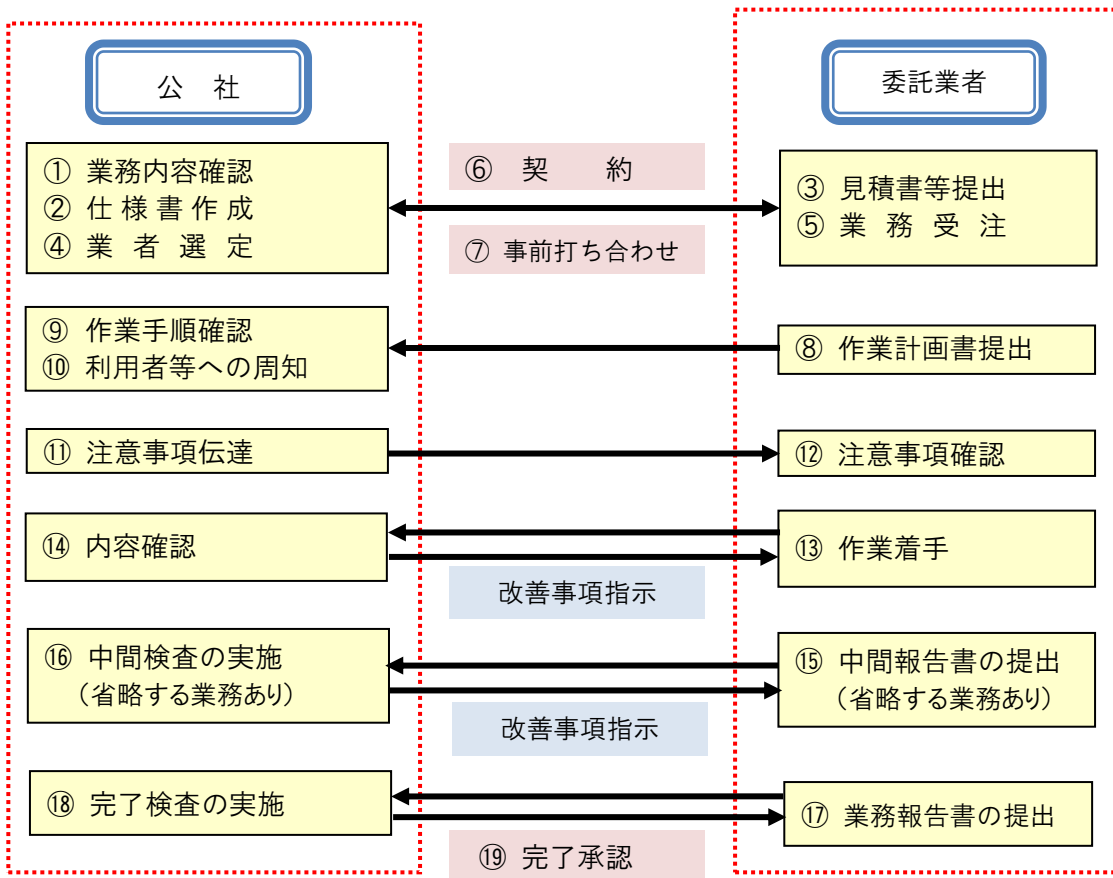 公　社
委託業者
① 業務内容確認
② 仕 様 書 作 成
④ 業　者　選　定
⑥　契　　約
⑦ 事前打ち合わせ
③ 見積書等提出
⑤ 業　務　受　注
⑨ 作業手順確認
⑩ 利用者等への周知
⑧ 作業計画書提出
⑪ 注意事項伝達
⑫ 注意事項確認
⑭ 内容確認
⑬ 作業着手
改善事項指示
⑯ 中間検査の実施
（省略する業務あり）
⑮ 中間報告書の提出
（省略する業務あり）
改善事項指示
⑱ 完了検査の実施
⑰ 業務報告書の提出
⑲ 完了承認